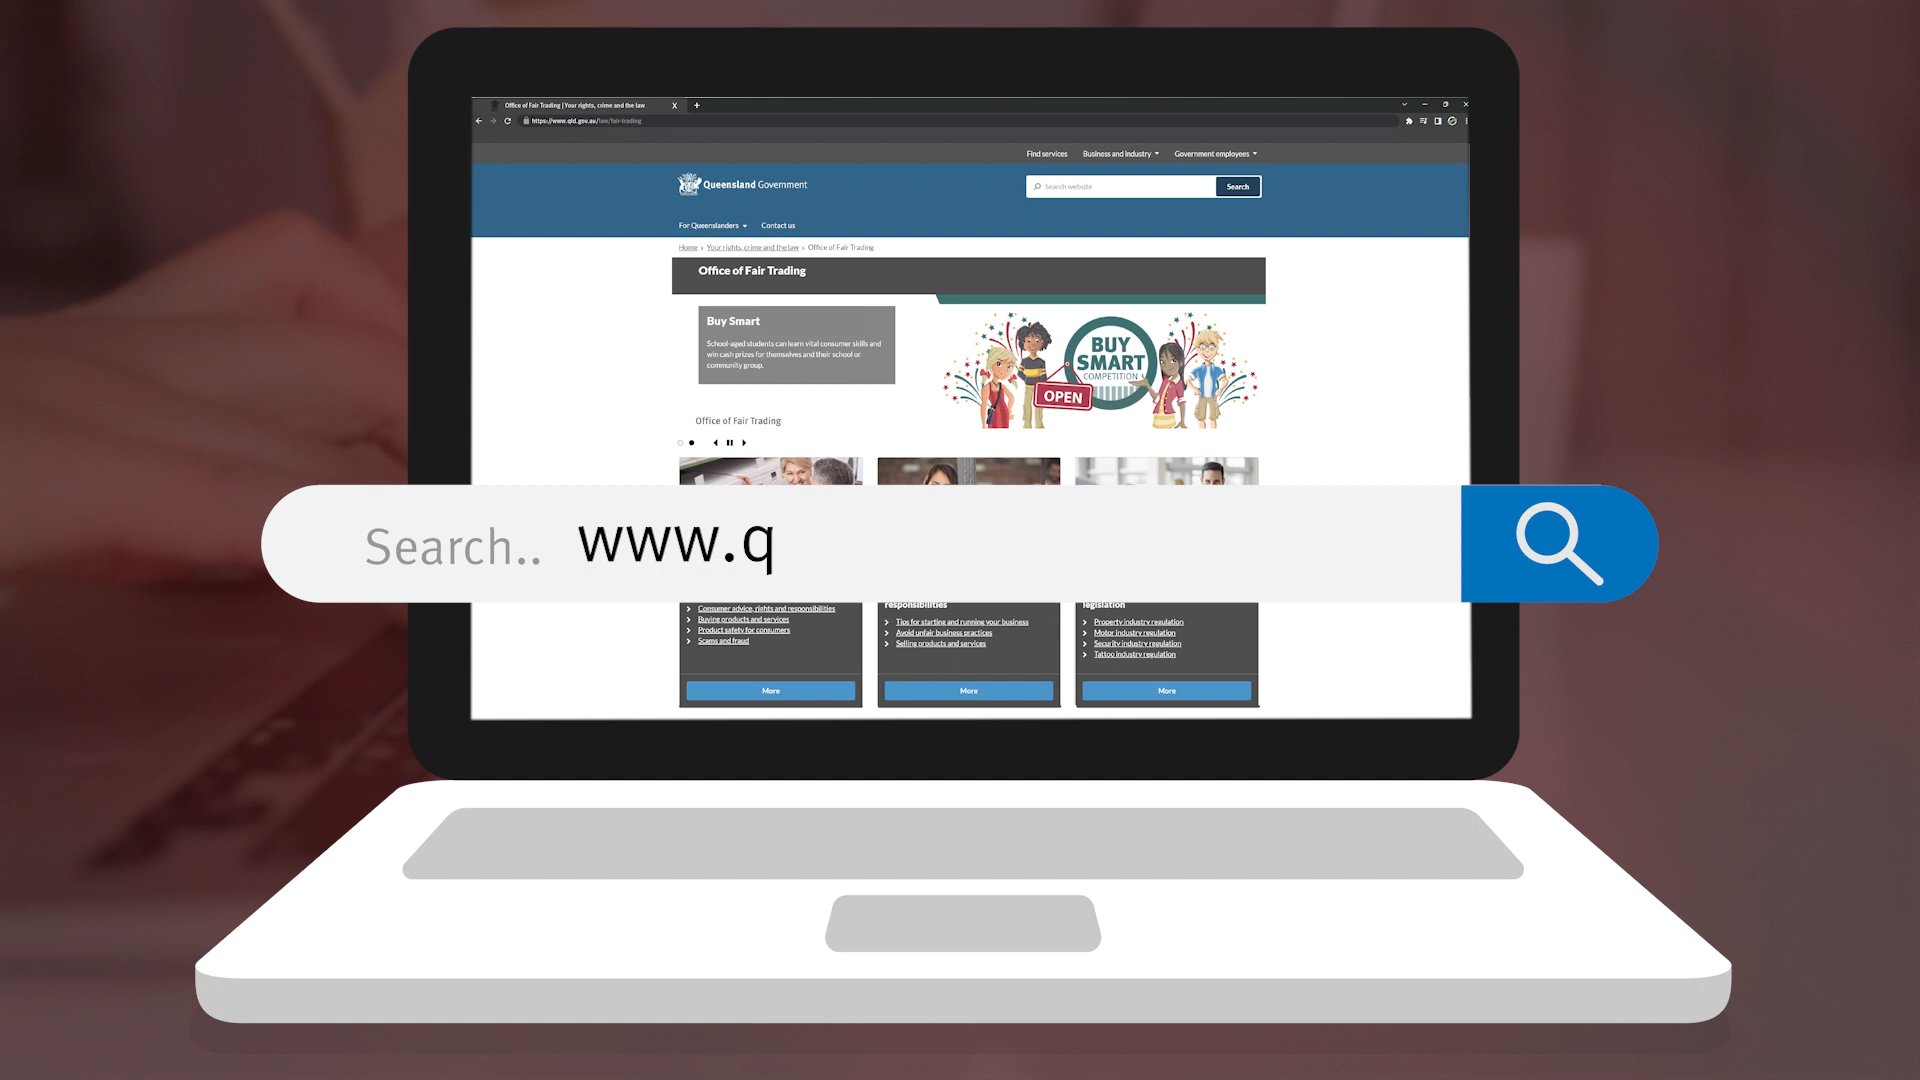 Office of Fair Trading | Your rights, crime and the law
https://www.qld.gov.au/law/fair-trading
Find services Business and industry Government employees
Queensland Government
Search website Search
For Queenslanders Contact us
Home › Your rights, crime and the law › Office of Fair Trading
Office of Fair Trading
Buy Smart
School-aged students can learn vital consumer skills and
win cash prizes for themselves and their school or
community group.
BUY
SMART
COMPETITION
OPEN
Office of Fair Trading
Search.. www.q
Consumer advice, rights and responsibilities
Buying products and services
Product safety for consumers
Scams and fraud
More
responsibilities
Tips for starting and running your business
Avoid unfair business practices
Selling products and services
More
legislation
Property industry regulation
Motor industry regulation
Security industry regulation
Tattoo industry regulation
More